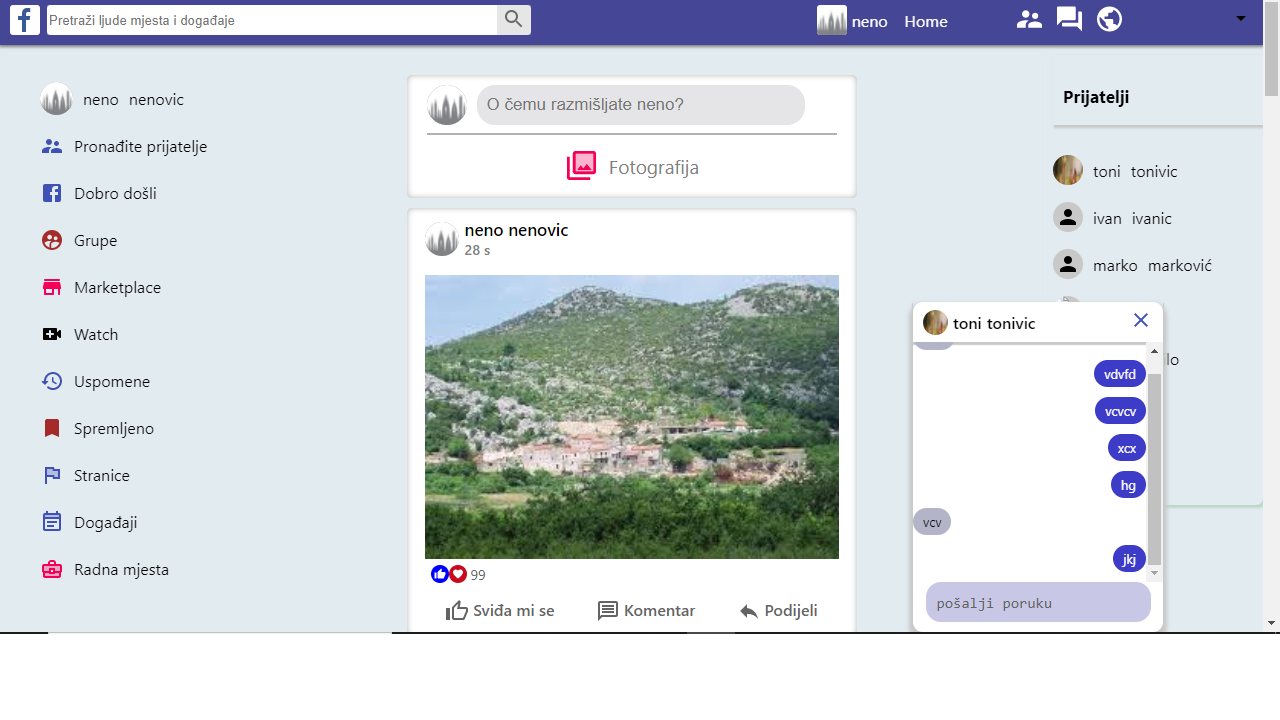 f
Pretraži ljude mjesta i događaje
neno Home
neno nenovic
Pronađite prijatelje
Dobro došli
Grupe
Marketplace
Watch
Uspomene
Spremljeno
Stranice
Događaji
Radna mjesta
O čemu razmišljate neno?
Fotografija
neno nenovic
28 s
99
Sviđa mi se
Komentar
Podijeli
Prijatelji
toni tonivic
ivan ivanic
marko marković
lo
toni tonivic
vdvfd
vcvcv
xcx
hg
vcv
jkj
pošalji poruku